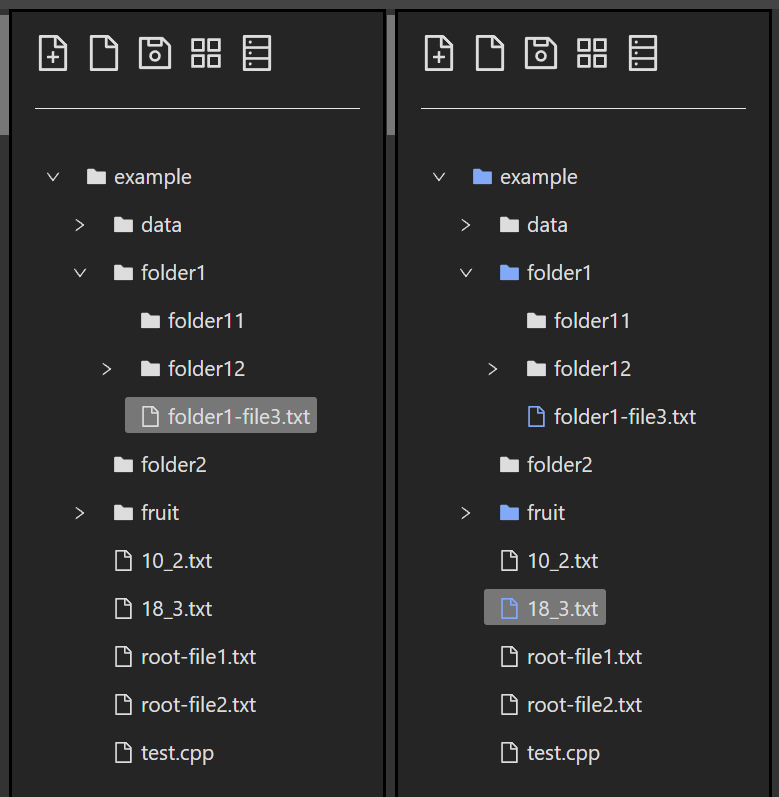 example
data
folder1
folder11
folder12
folder1-file3.txt
folder2
fruit
10_2.txt
18_3.txt
root-file1.txt
root-file2.txt
test.cpp
example
data
folder1
folder11
folder12
folder1-file3.txt
folder2
fruit
10_2.txt
18_3.txt
root-file1.txt
root-file2.txt
test.cpp